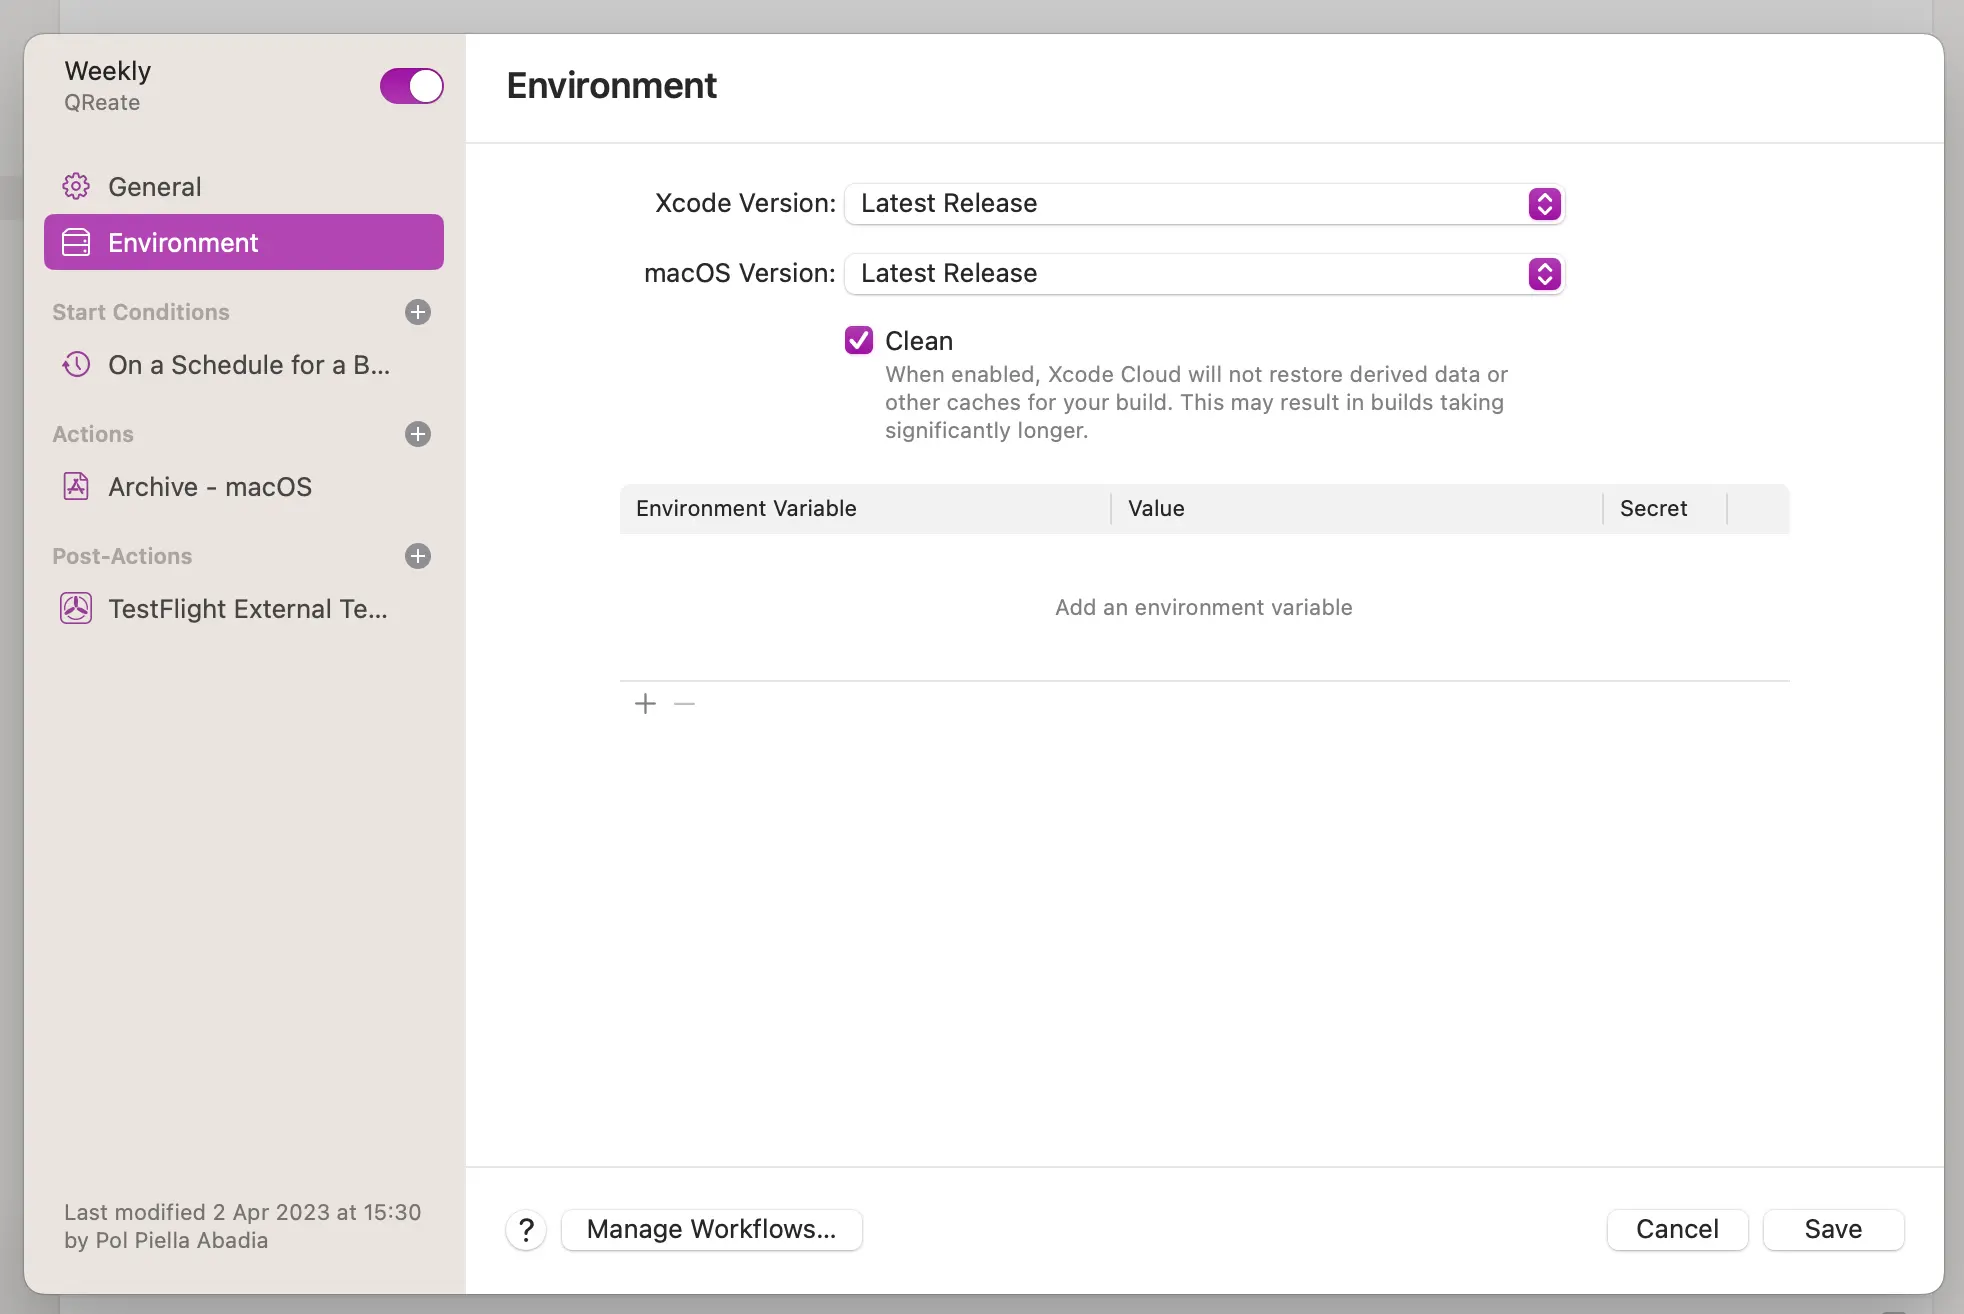 Weekly
QReate
General
Environment
Start Conditions
On a Schedule for a B...
Actions
Archive - macOS
Post-Actions
TestFlight External Te...
Last modified 2 Apr 2023 at 15:30
by Pol Piella Abadia
Environment
Xcode Version: Latest Release
macOS Version: Latest Release
Clean
When enabled, Xcode Cloud will not restore derived data or
other caches for your build. This may result in builds taking
significantly longer.
Environment Variable Value Secret
Add an environment variable
? Manage Workflows... Cancel Save